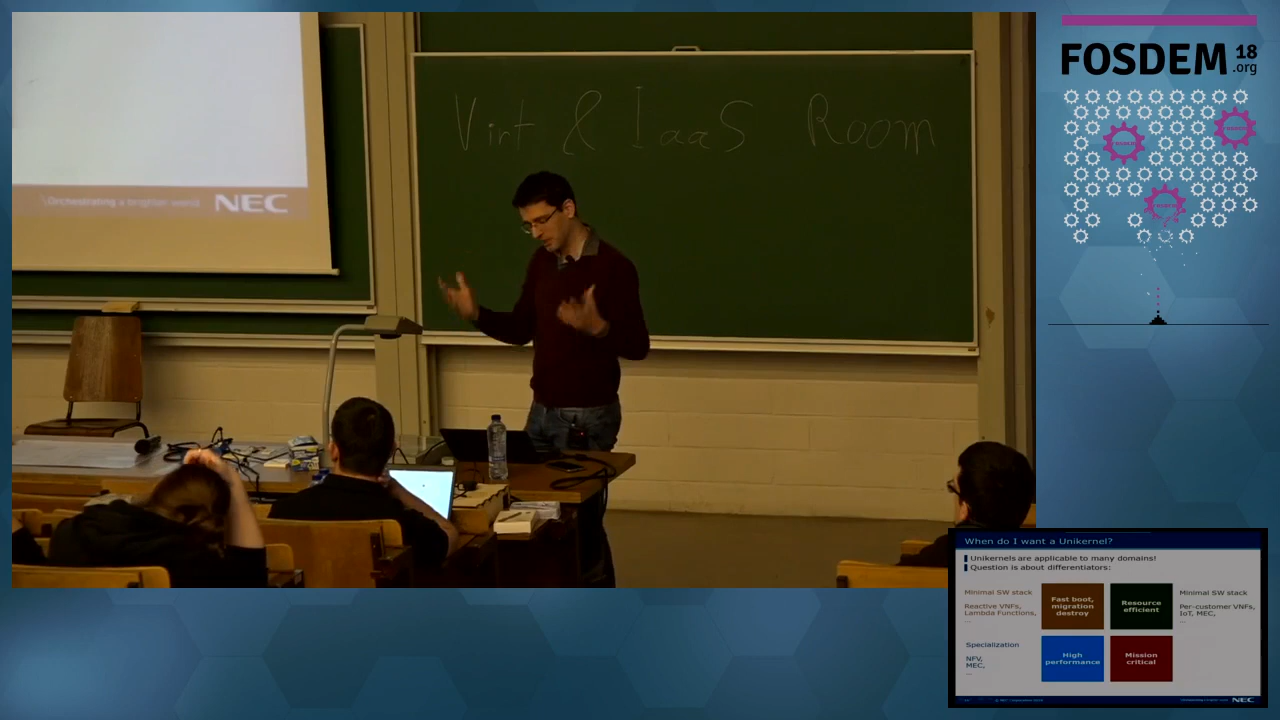 Virt & IaaS Room
\Orchestrating a brighter world NEC
FOSDEM 18
.org
When do I want a Unikernel?
Unikernels are applicable to many domains!
Question is about differentiators:
Minimal SW stack
Reactive VNFs,
Lambda Functions,
...
Fast boot,
migration
destroy
Resource
efficient
Minimal SW stack
Per-customer VNFs,
IoT, MEC,
...
Specialization
NFV,
MEC,
...
High
performance
Mission
critical
NEC